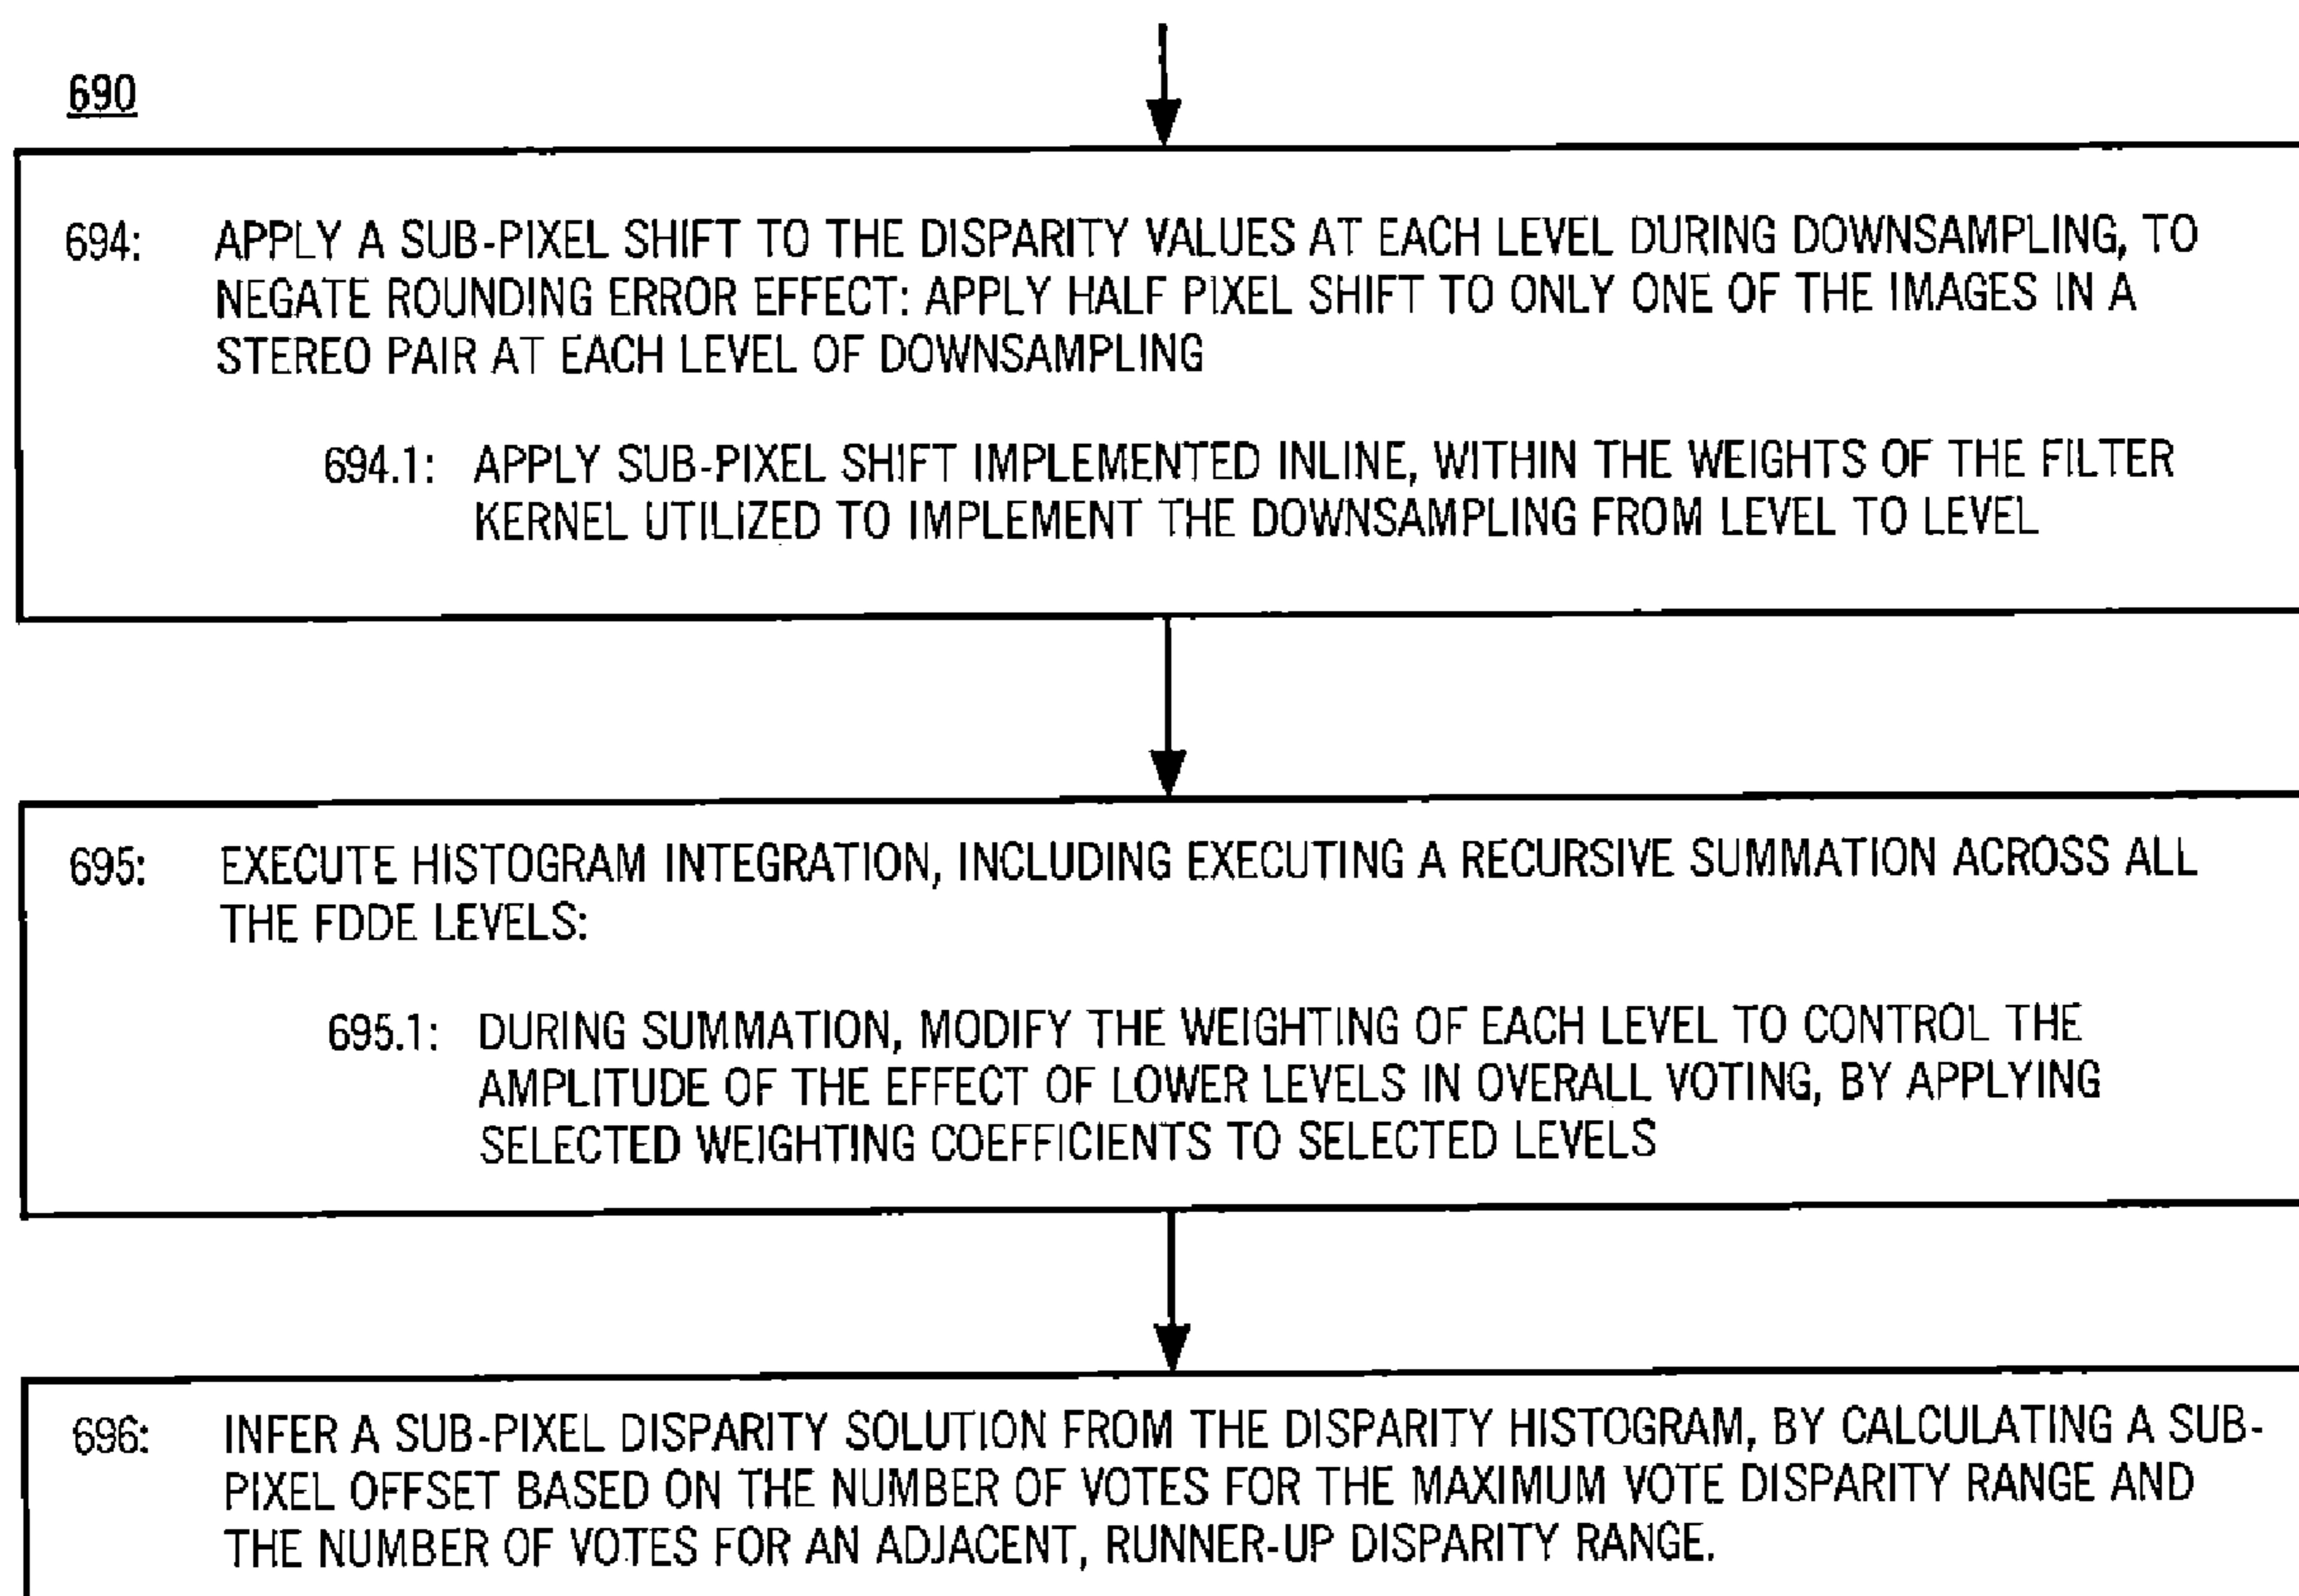 690
694: APPLY A SUB-PIXEL SHIFT TO THE DISPARITY VALUES AT EACH LEVEL DURING DOWNSAMPLING, TO
NEGATE ROUNDING ERROR EFFECT: APPLY HALF PIXEL SHIFT TO ONLY ONE OF THE IMAGES IN A
STEREO PAIR AT EACH LEVEL OF DOWNSAMPLING
694.1: APPLY SUB-PIXEL SHIFT IMPLEMENTED INLINE, WITHIN THE WEIGHTS OF THE FILTER
KERNEL UTILIZED TO IMPLEMENT THE DOWNSAMPLING FROM LEVEL TO LEVEL
695: EXECUTE HISTOGRAM INTEGRATION, INCLUDING EXECUTING A RECURSIVE SUMMATION ACROSS ALL
THE FDDE LEVELS:
695.1: DURING SUMMATION, MODIFY THE WEIGHTING OF EACH LEVEL TO CONTROL THE
AMPLITUDE OF THE EFFECT OF LOWER LEVELS IN OVERALL VOTING, BY APPLYING
SELECTED WEIGHTING COEFFICIENTS TO SELECTED LEVELS
696: INFER A SUB-PIXEL DISPARITY SOLUTION FROM THE DISPARITY HISTOGRAM, BY CALCULATING A SUB-
PIXEL OFFSET BASED ON THE NUMBER OF VOTES FOR THE MAXIMUM VOTE DISPARITY RANGE AND
THE NUMBER OF VOTES FOR AN ADJACENT, RUNNER-UP DISPARITY RANGE.